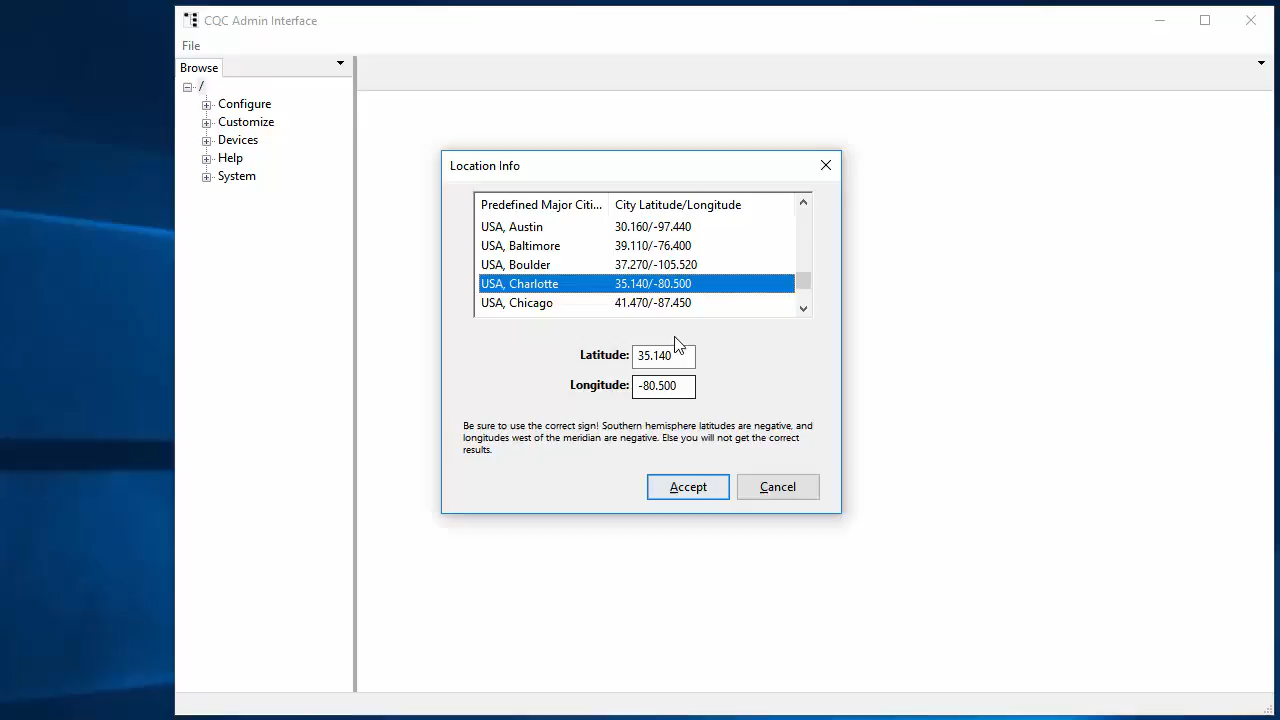 CQC Admin Interface
File
Browse
/
Configure
Customize
Devices
Help
System
Location Info
Predefined Major Citi... City Latitude/Longitude
USA, Austin 30.160/-97.440
USA, Baltimore 39.110/-76.400
USA, Boulder 37.270/-105.520
USA, Charlotte 35.140/-80.500
USA, Chicago 41.470/-87.450
Latitude: 35.140
Longitude: -80.500
Be sure to use the correct sign! Southern hemisphere latitudes are negative, and
longitudes west of the meridian are negative. Else you will not get the correct
results.
Accept Cancel